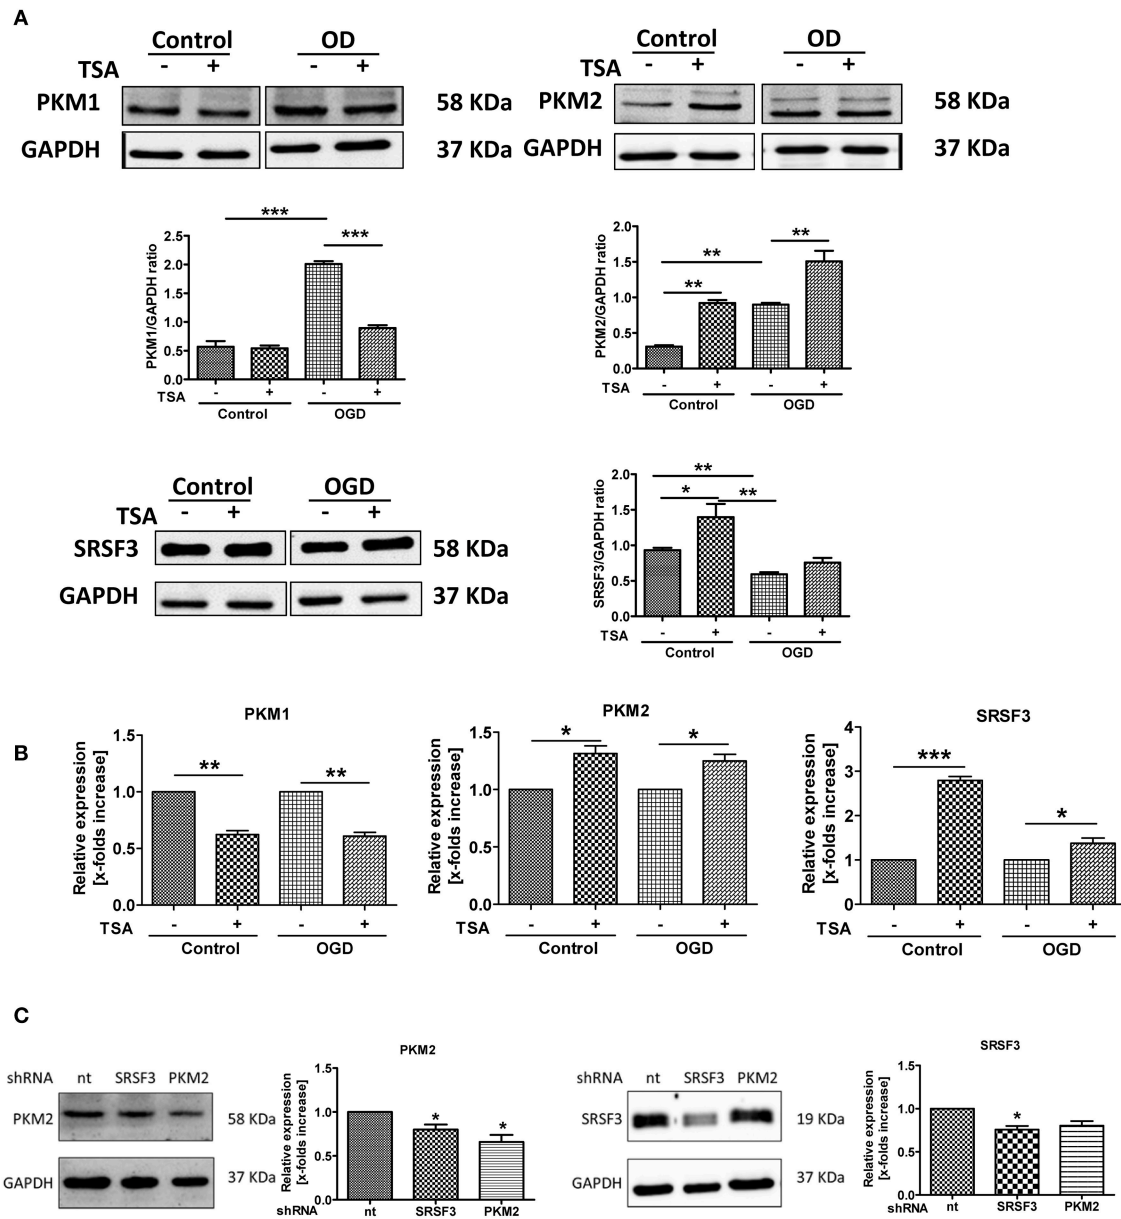 A
Control OD
TSA - + - +
PKM1 58 KDa
GAPDH 37 KDa
Control OD
TSA - + - +
PKM2 58 KDa
GAPDH 37 KDa
***
***
PKM1/GAPDH ratio
2.5
2.0
1.5
1.0
0.5
0.0
TSA - + - +
Control OGD
**
**
**
PKM2/GAPDH ratio
2.0
1.5
1.0
0.5
0.0
TSA - + - +
Control OGD
Control OGD
TSA - + - +
SRSF3 58 KDa
GAPDH 37 KDa
**
* **
SRSF3/GAPDH ratio
2.0
1.5
1.0
0.5
0.0
TSA - + - +
Control OGD
B
PKM1
Relative expression
[x-folds increase]
1.5
1.0
0.5
0.0
** **
TSA - + - +
Control OGD
PKM2
Relative expression
[x-folds increase]
1.5
1.0
0.5
0.0
* *
TSA - + - +
Control OGD
SRSF3
Relative expression
[x-folds increase]
4
3
2
1
0
***
*
TSA - + - +
Control OGD
C
shRNA nt SRSF3 PKM2
PKM2 58 KDa
GAPDH 37 KDa
PKM2
Relative expression
[x-folds increase]
1.5
1.0
0.5
0.0
* *
shRNA nt SRSF3 PKM2
shRNA nt SRSF3 PKM2
SRSF3 19 KDa
GAPDH 37 KDa
SRSF3
Relative expression
[x-folds increase]
1.5
1.0
0.5
0.0
*
shRNA nt SRSF3 PKM2